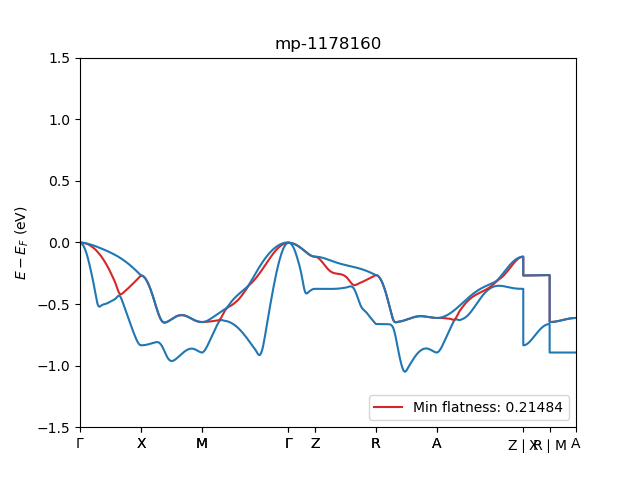 mp-1178160
E − E_F (eV)
1.5
1.0
0.5
0.0
−0.5
−1.0
−1.5
Min flatness: 0.21484
Γ X M Γ Z R A Z | X R | M A